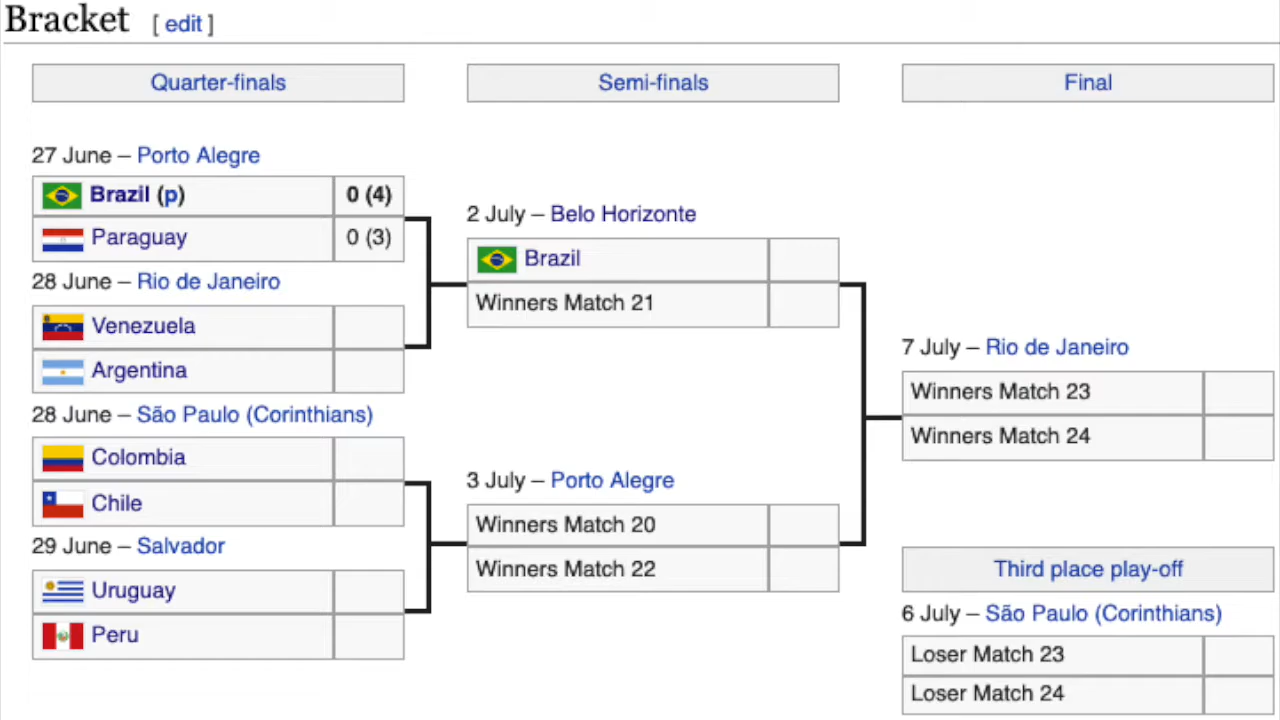 Bracket [ edit ]
Quarter-finals
Semi-finals
Final
27 June – Porto Alegre
Brazil (p) 0 (4)
Paraguay 0 (3)
28 June – Rio de Janeiro
Venezuela
Argentina
28 June – São Paulo (Corinthians)
Colombia
Chile
29 June – Salvador
Uruguay
Peru
2 July – Belo Horizonte
Brazil
Winners Match 21
3 July – Porto Alegre
Winners Match 20
Winners Match 22
7 July – Rio de Janeiro
Winners Match 23
Winners Match 24
Third place play-off
6 July – São Paulo (Corinthians)
Loser Match 23
Loser Match 24